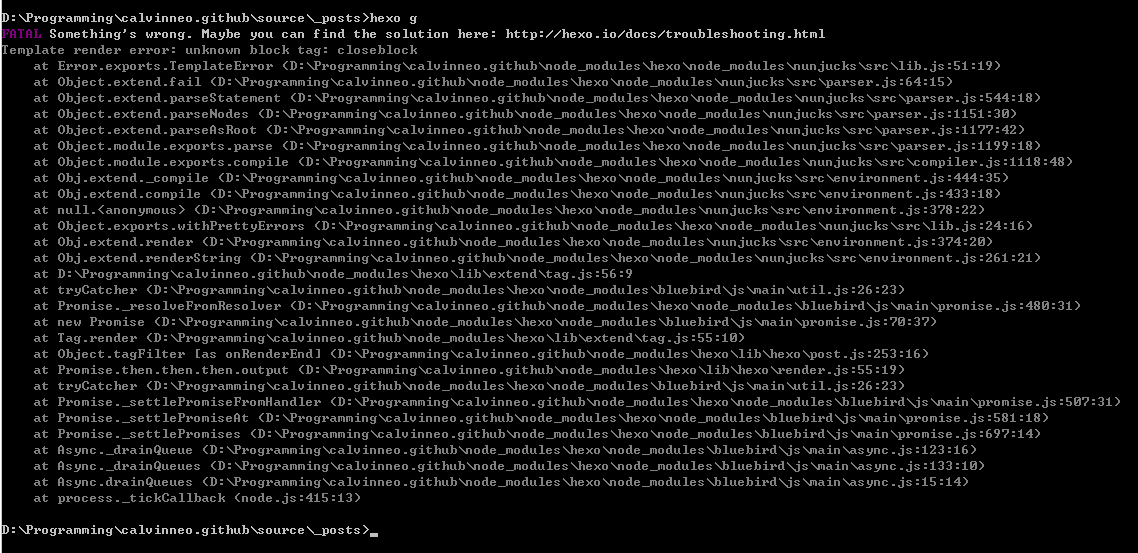 D:\Programming\calvinneo.github\source\_posts>hexo g
FATAL Something's wrong. Maybe you can find the solution here: http://hexo.io/docs/troubleshooting.html
Template render error: unknown block tag: closeblock
    at Error.exports.TemplateError (D:\Programming\calvinneo.github\node_modules\hexo\node_modules\nunjucks\src\lib.js:51:19)
    at Object.extend.fail (D:\Programming\calvinneo.github\node_modules\hexo\node_modules\nunjucks\src\parser.js:64:15)
    at Object.extend.parseStatement (D:\Programming\calvinneo.github\node_modules\hexo\node_modules\nunjucks\src\parser.js:544:18)
    at Object.extend.parseNodes (D:\Programming\calvinneo.github\node_modules\hexo\node_modules\nunjucks\src\parser.js:1151:30)
    at Object.extend.parseAsRoot (D:\Programming\calvinneo.github\node_modules\hexo\node_modules\nunjucks\src\parser.js:1177:42)
    at Object.module.exports.parse (D:\Programming\calvinneo.github\node_modules\hexo\node_modules\nunjucks\src\parser.js:1199:18)
    at Object.module.exports.compile (D:\Programming\calvinneo.github\node_modules\hexo\node_modules\nunjucks\src\compiler.js:1118:48)
    at Obj.extend._compile (D:\Programming\calvinneo.github\node_modules\hexo\node_modules\nunjucks\src\environment.js:444:35)
    at Obj.extend.compile (D:\Programming\calvinneo.github\node_modules\hexo\node_modules\nunjucks\src\environment.js:433:18)
    at null.<anonymous> (D:\Programming\calvinneo.github\node_modules\hexo\node_modules\nunjucks\src\environment.js:378:22)
    at Object.exports.withPrettyErrors (D:\Programming\calvinneo.github\node_modules\hexo\node_modules\nunjucks\src\lib.js:24:16)
    at Obj.extend.render (D:\Programming\calvinneo.github\node_modules\hexo\node_modules\nunjucks\src\environment.js:374:20)
    at Obj.extend.renderString (D:\Programming\calvinneo.github\node_modules\hexo\node_modules\nunjucks\src\environment.js:261:21)
    at D:\Programming\calvinneo.github\node_modules\hexo\lib\extend\tag.js:56:9
    at tryCatcher (D:\Programming\calvinneo.github\node_modules\hexo\node_modules\bluebird\js\main\util.js:26:23)
    at Promise._resolveFromResolver (D:\Programming\calvinneo.github\node_modules\hexo\node_modules\bluebird\js\main\promise.js:480:31)
    at new Promise (D:\Programming\calvinneo.github\node_modules\hexo\node_modules\bluebird\js\main\promise.js:70:37)
    at Tag.render (D:\Programming\calvinneo.github\node_modules\hexo\lib\extend\tag.js:55:10)
    at Object.tagFilter [as onRenderEnd] (D:\Programming\calvinneo.github\node_modules\hexo\lib\hexo\post.js:253:16)
    at Promise.then.then.then.output (D:\Programming\calvinneo.github\node_modules\hexo\lib\hexo\render.js:55:19)
    at tryCatcher (D:\Programming\calvinneo.github\node_modules\hexo\node_modules\bluebird\js\main\util.js:26:23)
    at Promise._settlePromiseFromHandler (D:\Programming\calvinneo.github\node_modules\hexo\node_modules\bluebird\js\main\promise.js:507:31)
    at Promise._settlePromiseAt (D:\Programming\calvinneo.github\node_modules\hexo\node_modules\bluebird\js\main\promise.js:581:18)
    at Promise._settlePromises (D:\Programming\calvinneo.github\node_modules\hexo\node_modules\bluebird\js\main\promise.js:697:14)
    at Async._drainQueue (D:\Programming\calvinneo.github\node_modules\hexo\node_modules\bluebird\js\main\async.js:123:16)
    at Async._drainQueues (D:\Programming\calvinneo.github\node_modules\hexo\node_modules\bluebird\js\main\async.js:133:10)
    at Async.drainQueues (D:\Programming\calvinneo.github\node_modules\hexo\node_modules\bluebird\js\main\async.js:15:14)
    at process._tickCallback (node.js:415:13)
D:\Programming\calvinneo.github\source\_posts>